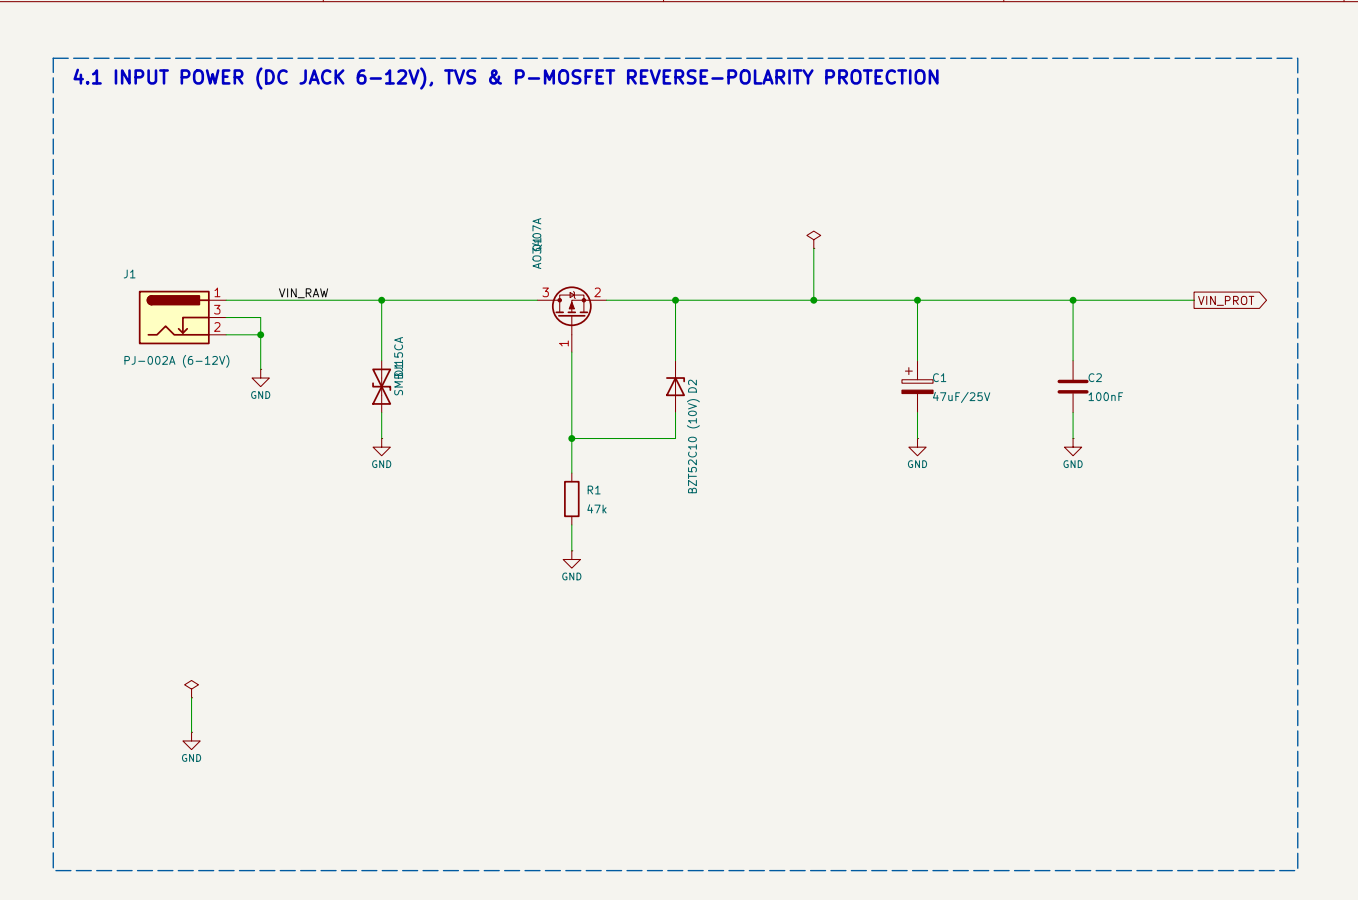 4.1 INPUT POWER (DC JACK 6-12V), TVS & P-MOSFET REVERSE-POLARITY PROTECTION
J1
1
3
2
PJ-002A (6-12V)
GND
VIN_RAW
GND
3
2
1
R1
47k
GND
BZT52C10 (10V) D2
+
C1
47uF/25V
GND
C2
100nF
GND
VIN_PROT
GND